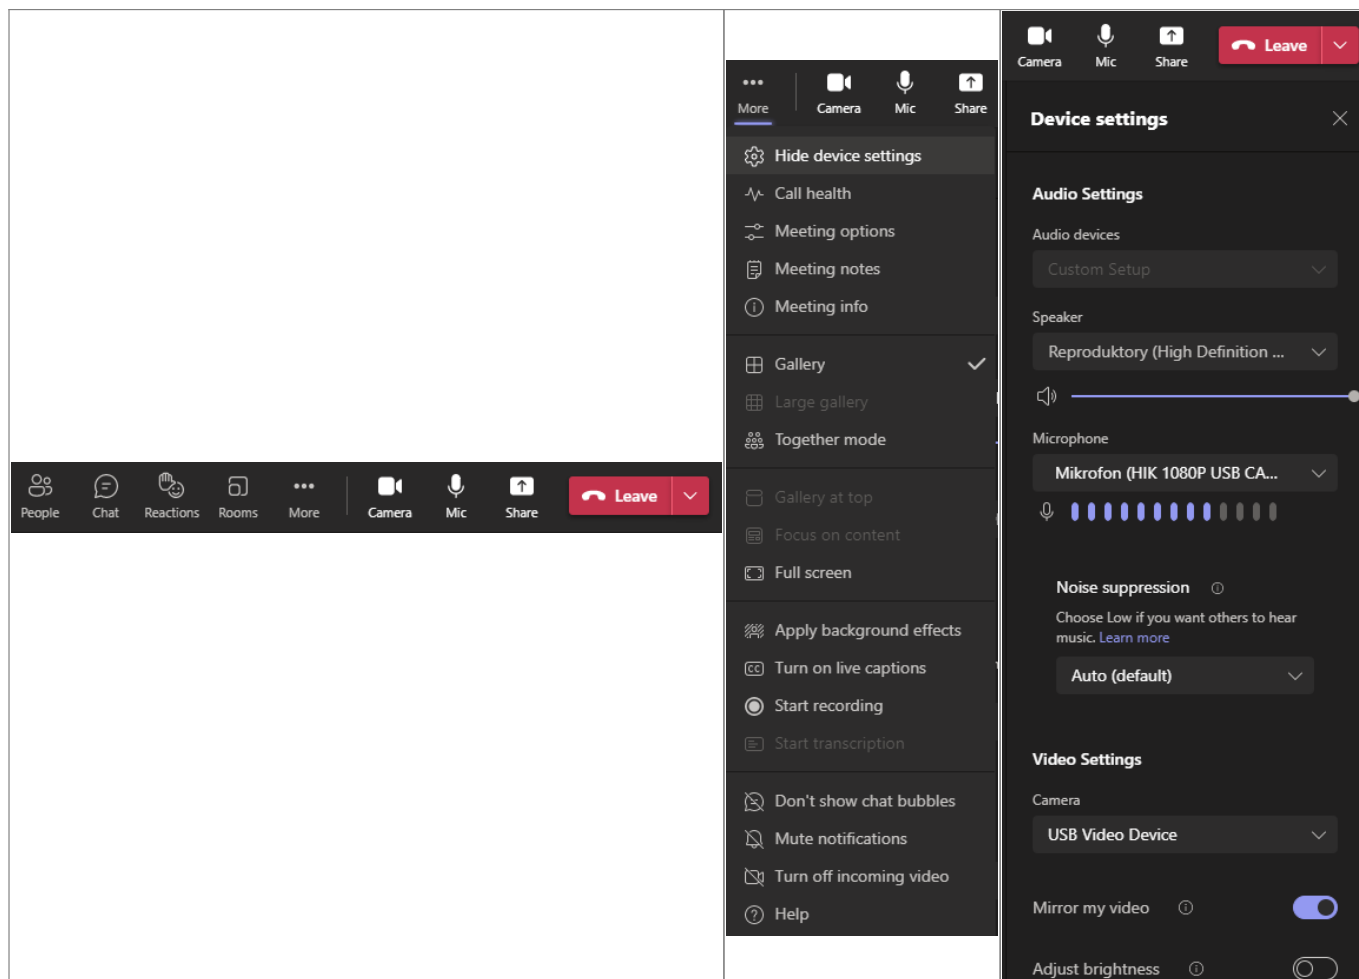 People Chat Reactions Rooms More Camera Mic Share Leave
More Camera Mic Share
Hide device settings
Call health
Meeting options
Meeting notes
Meeting info
Gallery
Large gallery
Together mode
Gallery at top
Focus on content
Full screen
Apply background effects
CC Turn on live captions
Start recording
Start transcription
Don't show chat bubbles
Mute notifications
Turn off incoming video
Help
Camera Mic Share Leave
Device settings
Audio Settings
Audio devices
Custom Setup
Speaker
Reproduktory (High Definition ...
Microphone
Mikrofon (HIK 1080P USB CA...
Noise suppression
Choose Low if you want others to hear
music. Learn more
Auto (default)
Video Settings
Camera
USB Video Device
Mirror my video
Adjust brightness